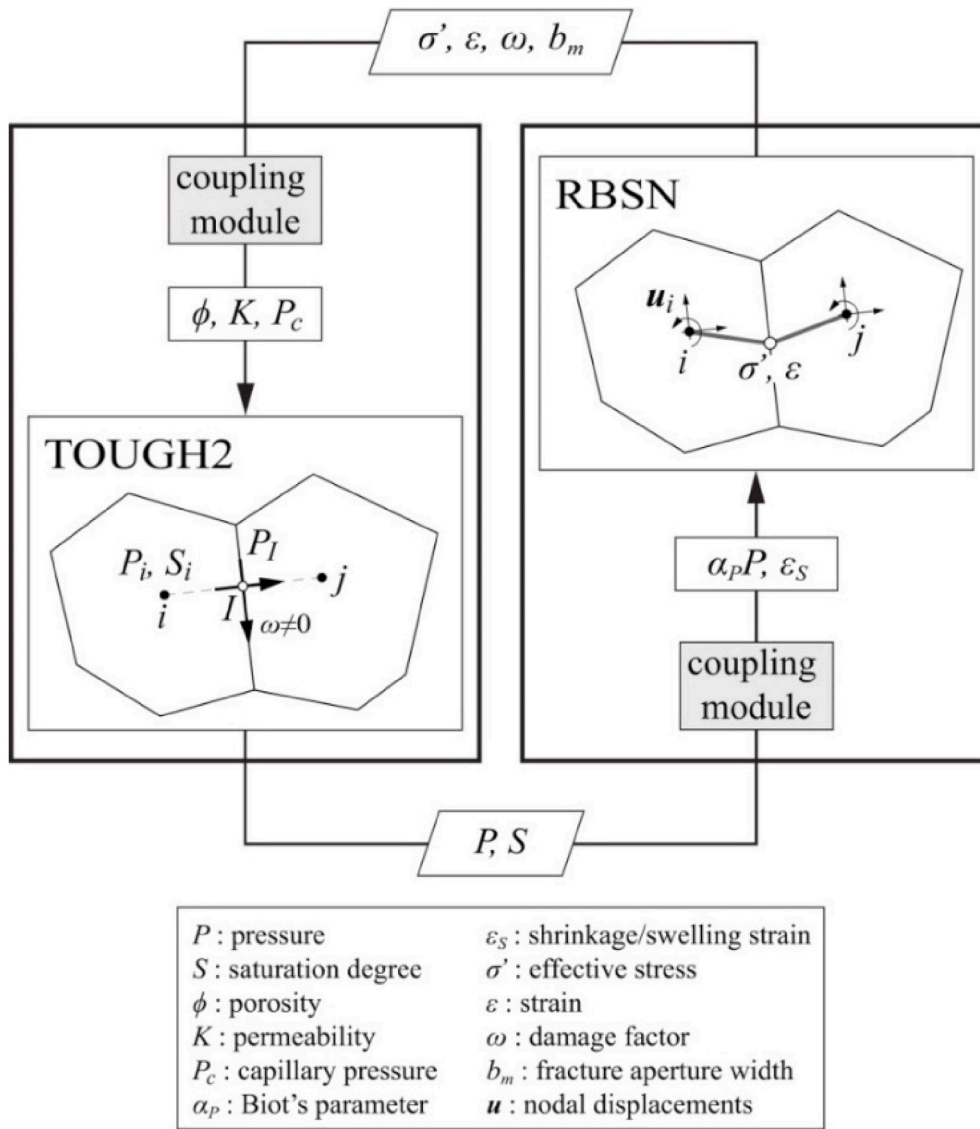 σ’, ε, ω, b_m
coupling
module
ϕ, K, P_c
TOUGH2
P_i, S_i
P_I
i
I
j
ω≠0
RBSN
u_i
i
j
σ’, ε
α_P P, ε_S
coupling
module
P, S
P : pressure
S : saturation degree
ϕ : porosity
K : permeability
P_c : capillary pressure
α_P : Biot’s parameter
ε_S : shrinkage/swelling strain
σ’ : effective stress
ε : strain
ω : damage factor
b_m : fracture aperture width
u : nodal displacements